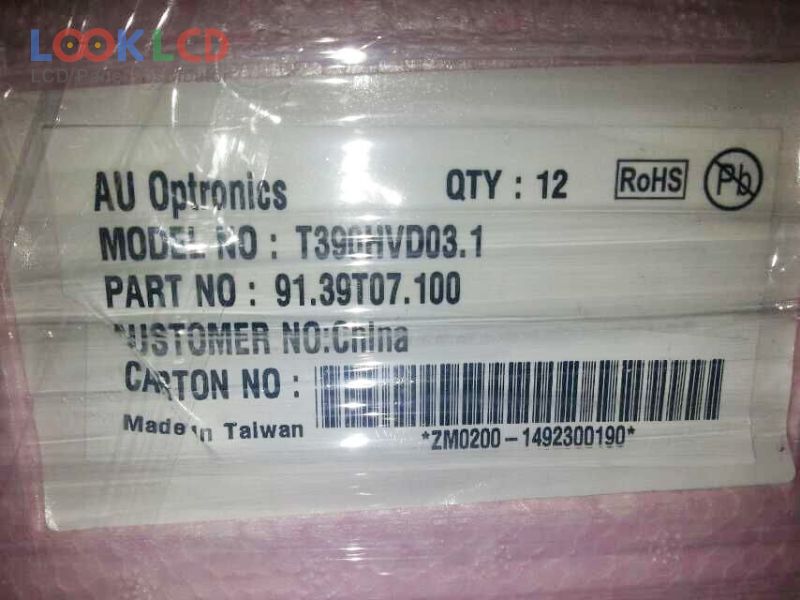 LOOKLCD
AU Optronics QTY : 12 RoHS Pb
MODEL NO : T390HVD03.1
PART NO : 91.39T07.100
CUSTOMER NO:China
CARTON NO :
Made in Taiwan *ZM0200-1492300190*